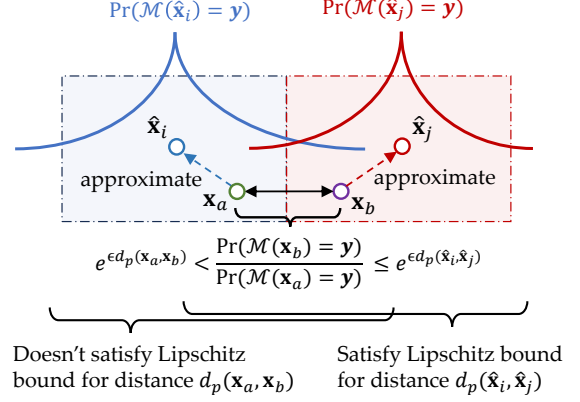 Pr(ℳ(x̂ᵢ) = y) Pr(ℳ(x̂ⱼ) = y)
x̂ᵢ x̂ⱼ
approximate approximate
xₐ x_b
e^{ϵd_p(xₐ,x_b)} < Pr(ℳ(x_b) = y) / Pr(ℳ(xₐ) = y) ≤ e^{ϵd_p(x̂ᵢ,x̂ⱼ)}
Doesn't satisfy Lipschitz
bound for distance d_p(xₐ, x_b)
Satisfy Lipschitz bound
for distance d_p(x̂ᵢ, x̂ⱼ)